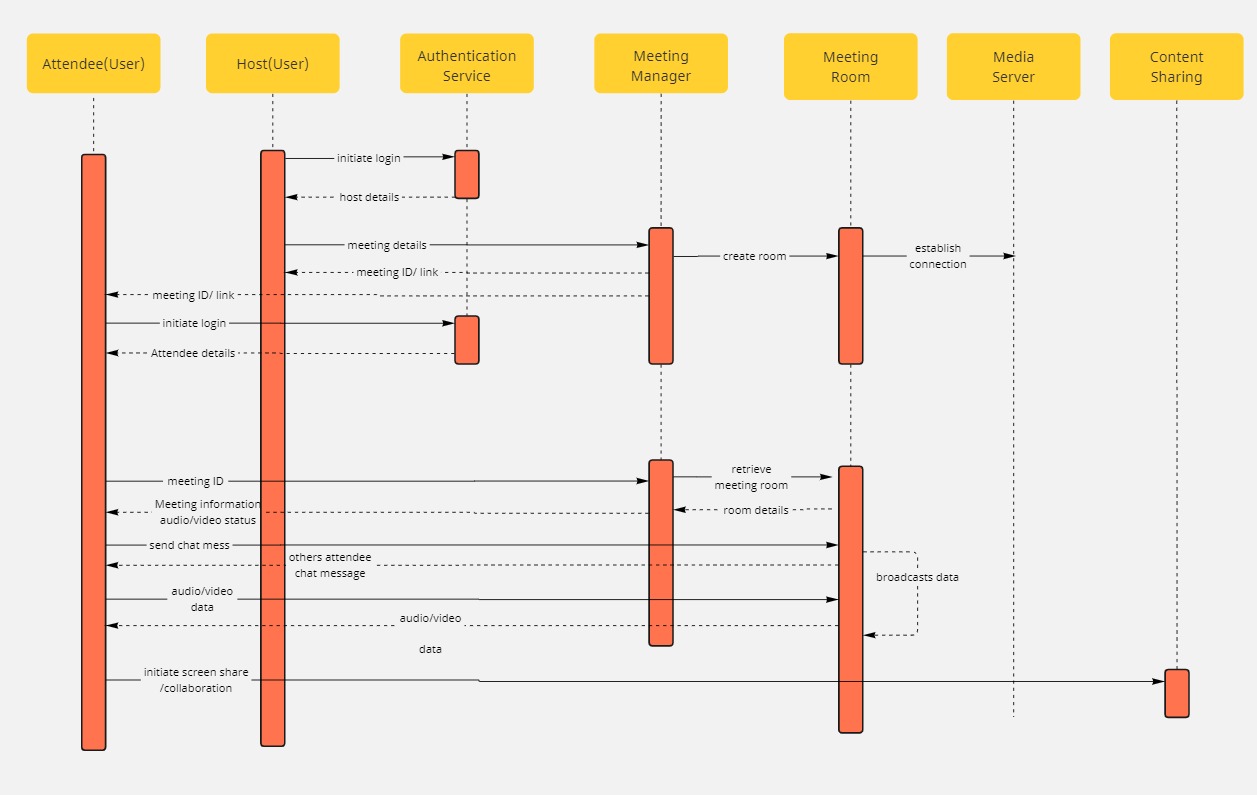 Attendee(User)
Host(User)
Authentication
Service
Meeting
Manager
Meeting
Room
Media
Server
Content
Sharing
initiate login
host details
meeting details
create room
establish
connection
meeting ID/ link
meeting ID/ link
initiate login
Attendee details
retrieve
meeting room
meeting ID
Meeting information
audio/video status
room details
send chat mess
others attendee
chat message
broadcasts data
audio/video
data
audio/video
data
initiate screen share
/collaboration